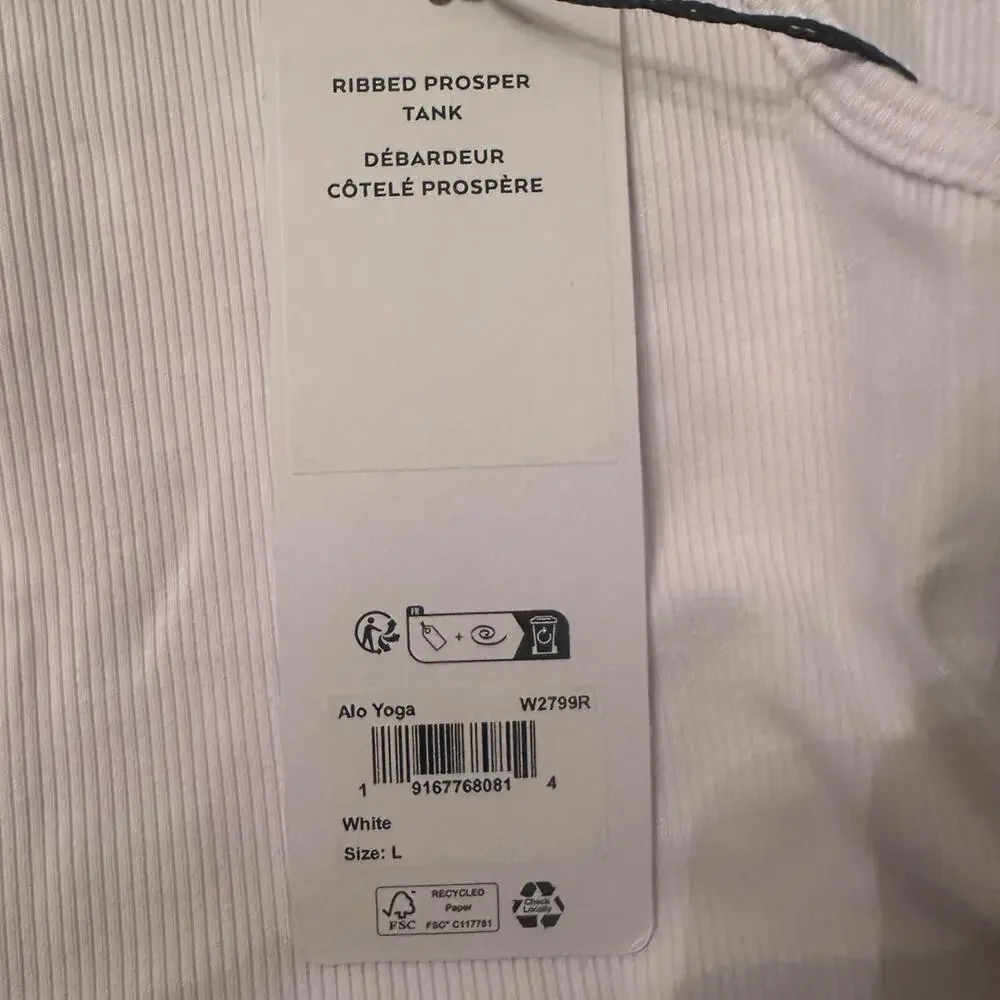 RIBBED PROSPER
TANK
DÉBARDEUR
CÔTELÉ PROSPÈRE
FR
+
Alo Yoga
W2799R
1 9167768081 4
White
Size: L
FSC
RECYCLED
Paper
FSC® C117781
Check
Locally